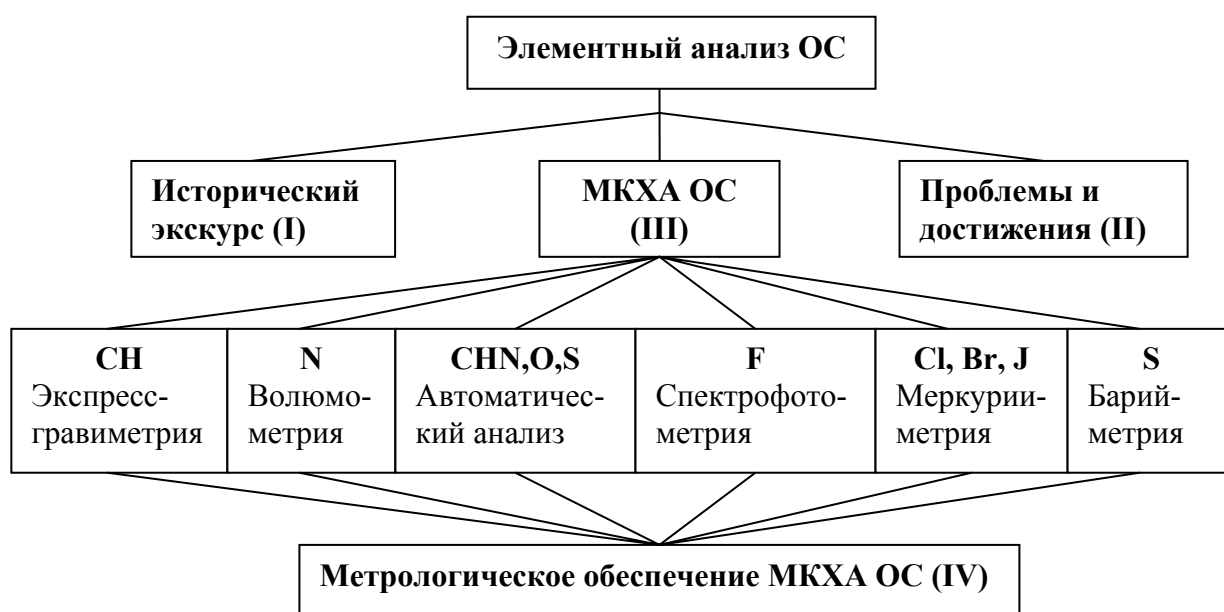 Элементный анализ ОС
Исторический
экскурс (I)
МКХА ОС
(III)
Проблемы и
достижения (II)
CH
Экспресс-
гравиметрия
N
Волюмо-
метрия
CHN,O,S
Автоматичес-
кий анализ
F
Спектрофото-
метрия
Cl, Br, J
Меркурии-
метрия
S
Барий-
метрия
Метрологическое обеспечение МКХА ОС (IV)